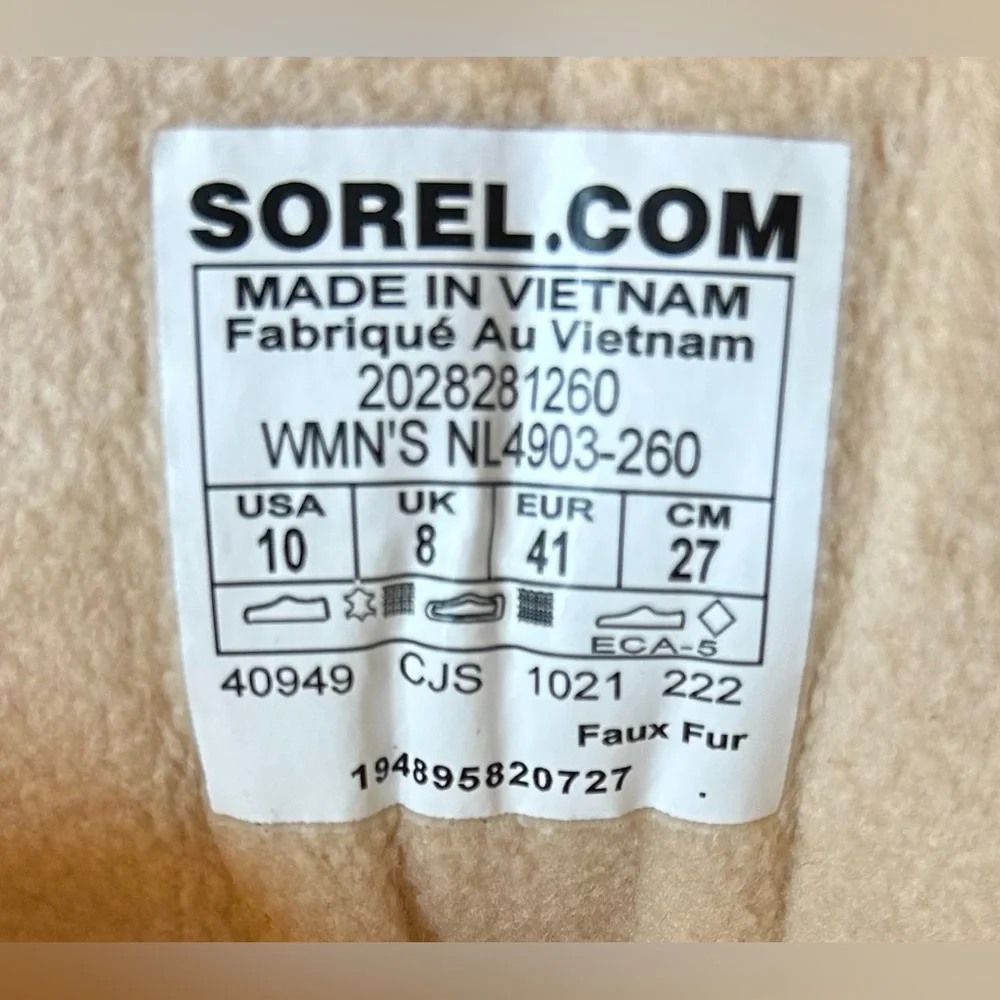 SOREL.COM
MADE IN VIETNAM
Fabriqué Au Vietnam
2028281260
WMN'S NL4903-260
USA UK EUR CM
10 8 41 27
ECA-5
40949 CJS 1021 222
Faux Fur
194895820727